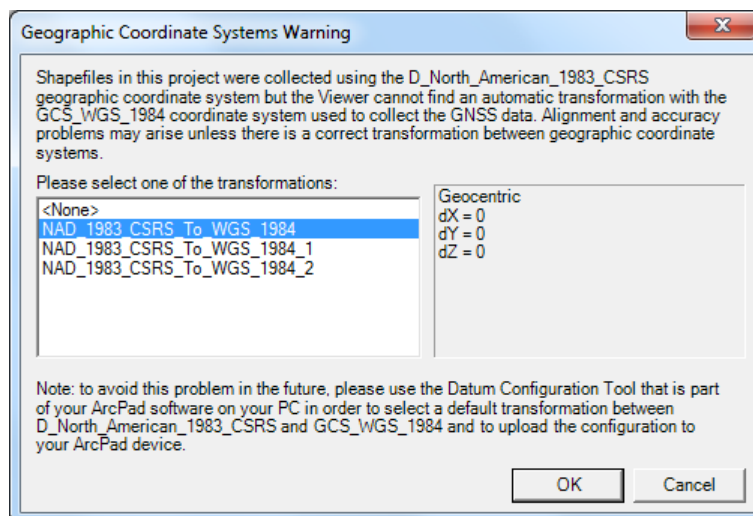 Geographic Coordinate Systems Warning
Shapefiles in this project were collected using the D_North_American_1983_CSRS
geographic coordinate system but the Viewer cannot find an automatic transformation with the
GCS_WGS_1984 coordinate system used to collect the GNSS data. Alignment and accuracy
problems may arise unless there is a correct transformation between geographic coordinate
systems.
Please select one of the transformations:
<None>
NAD_1983_CSRS_To_WGS_1984
NAD_1983_CSRS_To_WGS_1984_1
NAD_1983_CSRS_To_WGS_1984_2
Geocentric
dX = 0
dY = 0
dZ = 0
Note: to avoid this problem in the future, please use the Datum Configuration Tool that is part
of your ArcPad software on your PC in order to select a default transformation between
D_North_American_1983_CSRS and GCS_WGS_1984 and to upload the configuration to
your ArcPad device.
OK Cancel